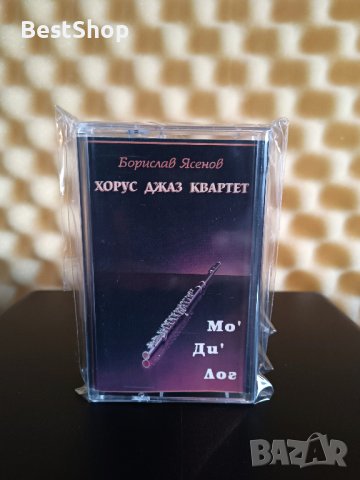 BestShop
Борислав Ясенов
ХОРУС ДЖАЗ КВАРТЕТ
Мо'
Ди'
Лог
BAZAR